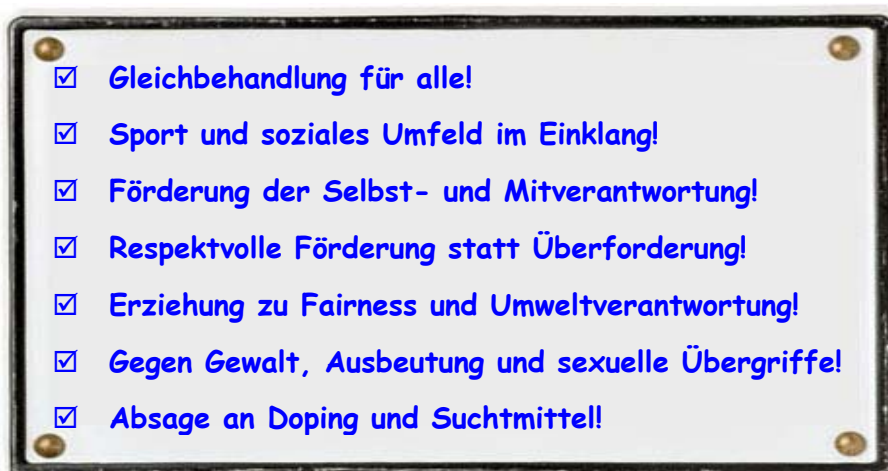 ☑ Gleichbehandlung für alle!
☑ Sport und soziales Umfeld im Einklang!
☑ Förderung der Selbst- und Mitverantwortung!
☑ Respektvolle Förderung statt Überforderung!
☑ Erziehung zu Fairness und Umweltverantwortung!
☑ Gegen Gewalt, Ausbeutung und sexuelle Übergriffe!
☑ Absage an Doping und Suchtmittel!